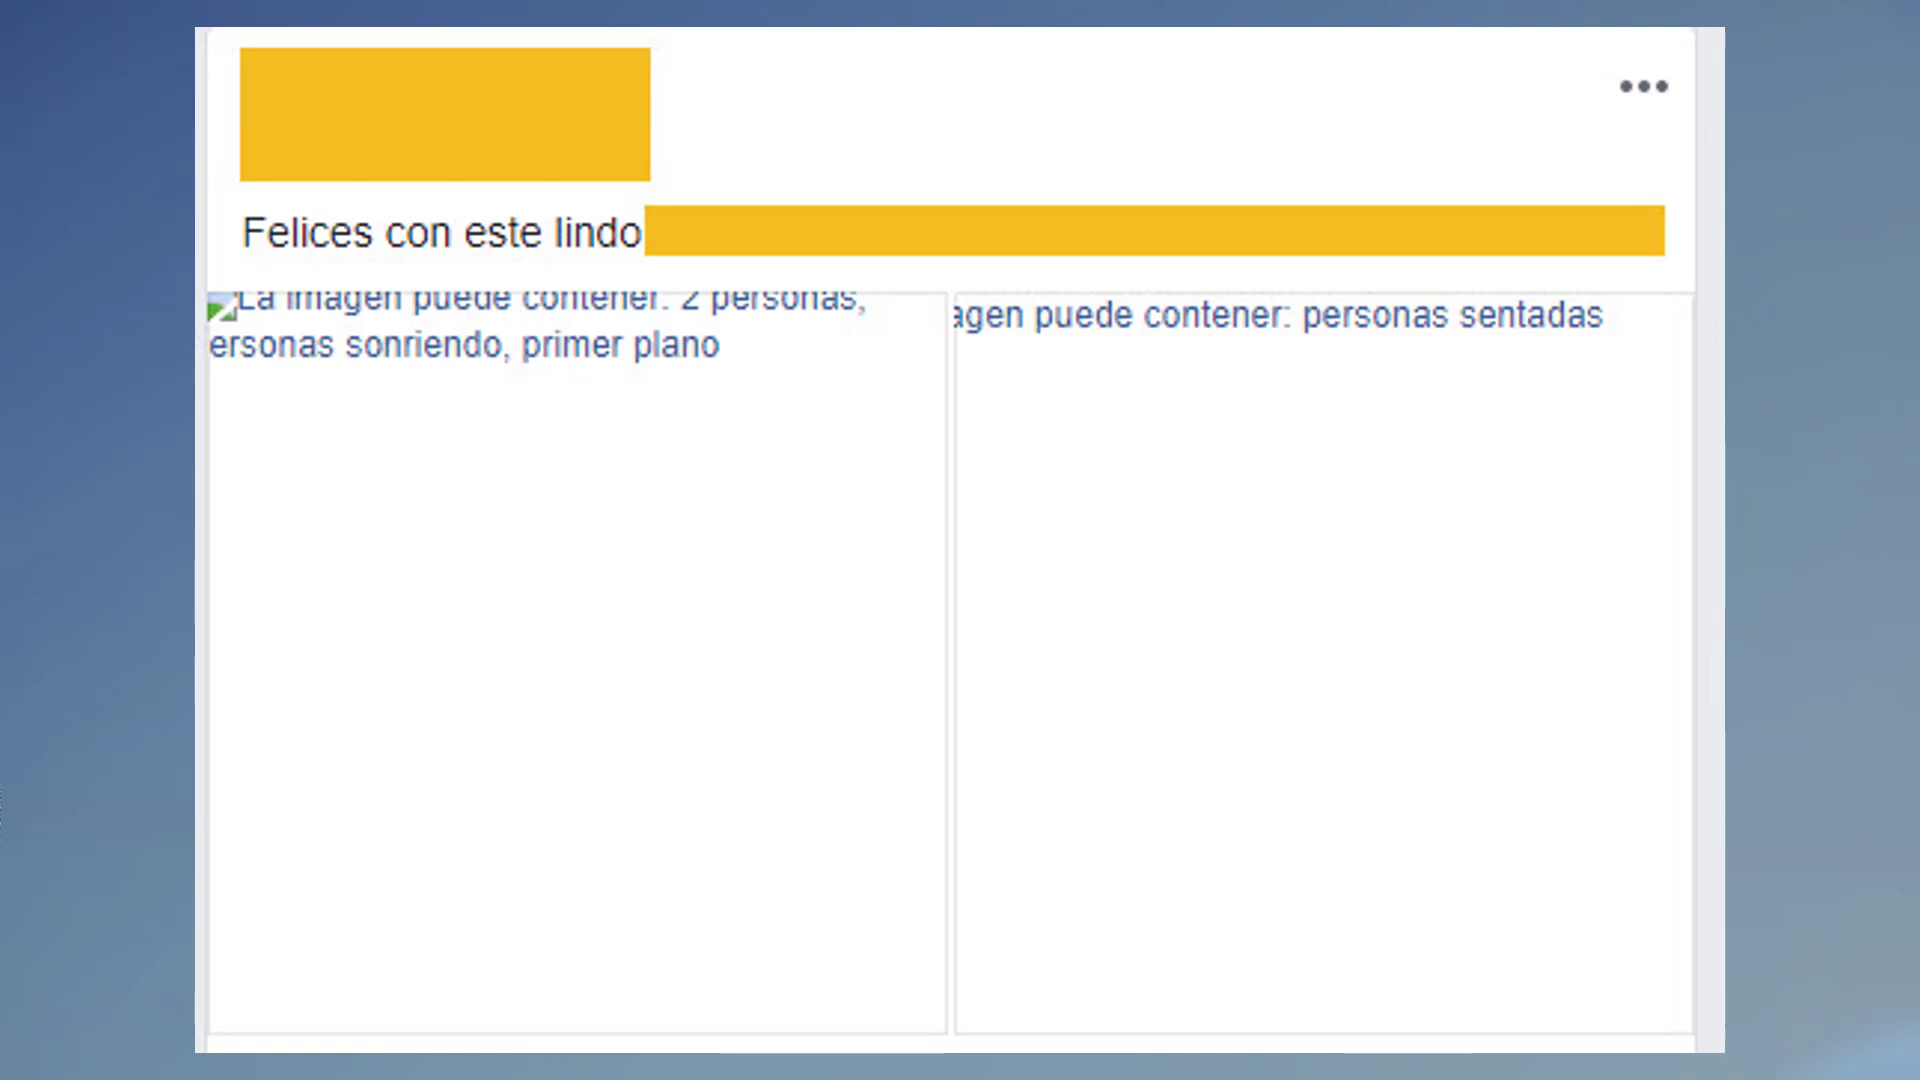 Felices con este lindo
La imagen puede contener: 2 personas,
ersonas sonriendo, primer plano
agen puede contener: personas sentadas